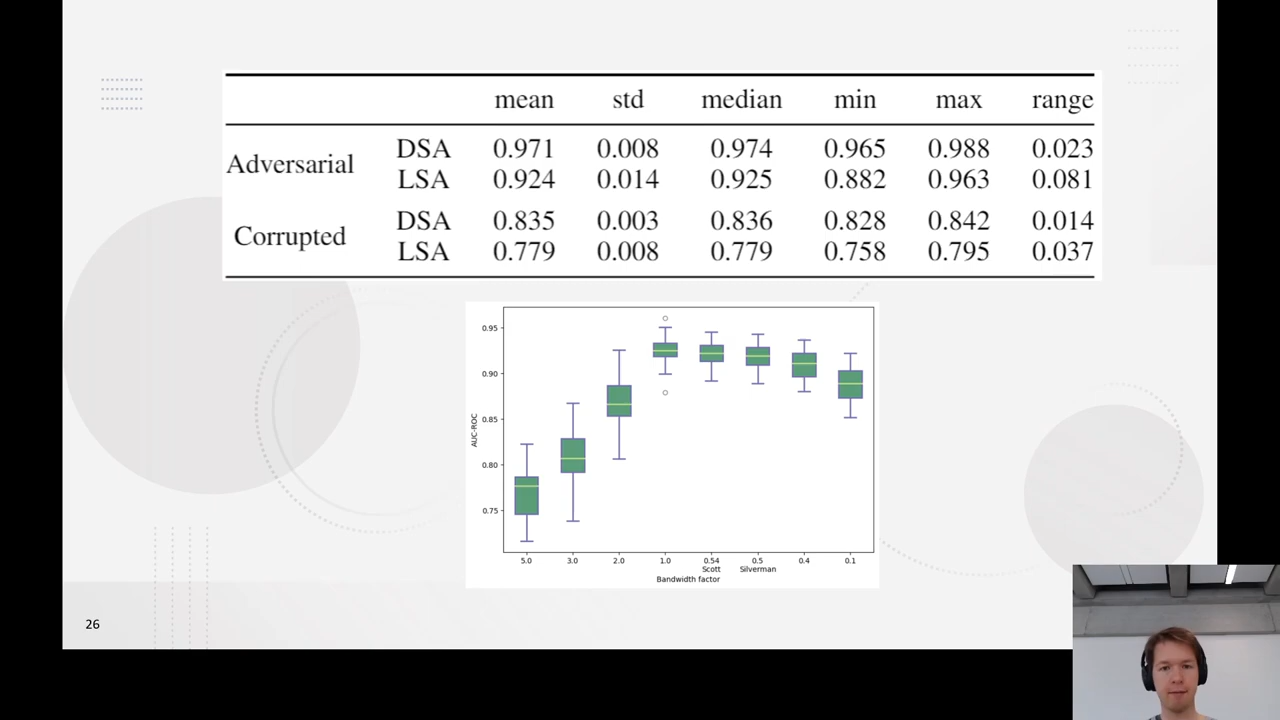 mean std median min max range
Adversarial DSA 0.971 0.008 0.974 0.965 0.988 0.023
LSA 0.924 0.014 0.925 0.882 0.963 0.081
Corrupted DSA 0.835 0.003 0.836 0.828 0.842 0.014
LSA 0.779 0.008 0.779 0.758 0.795 0.037
AUC-ROC
0.95
0.90
0.85
0.80
0.75
5.0 3.0 2.0 1.0 0.54 0.5 0.4 0.1
Scott Silverman
Bandwidth factor
26